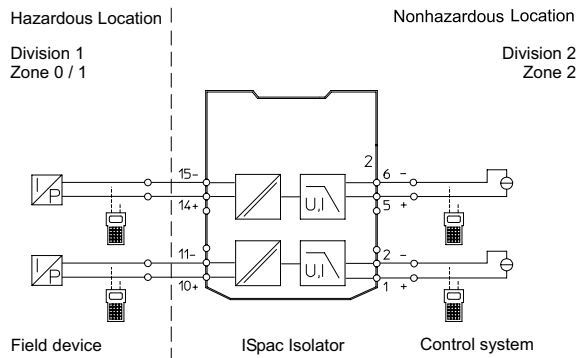 Hazardous Location
Nonhazardous Location
Division 1
Zone 0 / 1
Division 2
Zone 2
2
I
P
15-
14+
U,I
6 -
5 +
I
P
11-
10+
U,I
2 -
1 +
Field device
ISpac Isolator
Control system